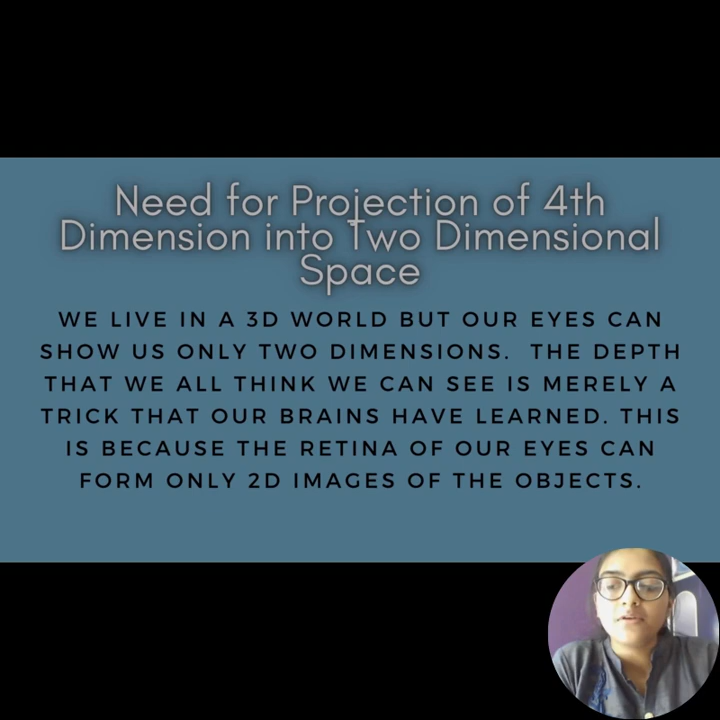 Need for Projection of 4th
Dimension into Two Dimensional
Space
WE LIVE IN A 3D WORLD BUT OUR EYES CAN
SHOW US ONLY TWO DIMENSIONS. THE DEPTH
THAT WE ALL THINK WE CAN SEE IS MERELY A
TRICK THAT OUR BRAINS HAVE LEARNED. THIS
IS BECAUSE THE RETINA OF OUR EYES CAN
FORM ONLY 2D IMAGES OF THE OBJECTS.